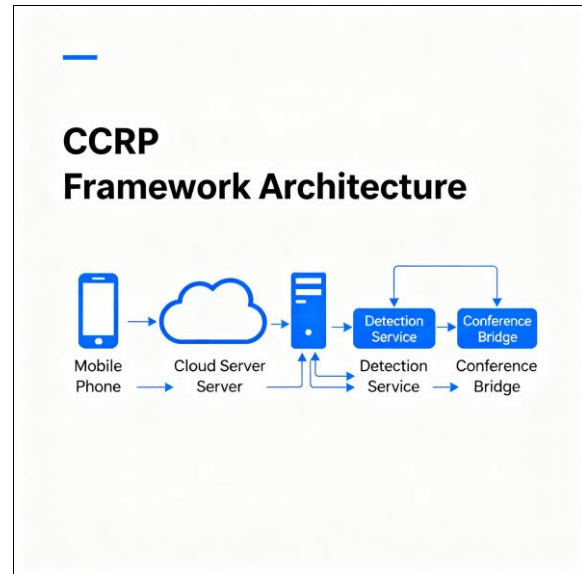 CCRP
Framework Architecture
Detection
Service
Conference
Bridge
Mobile
Phone
Cloud Server
Server
Detection
Service
Conference
Bridge